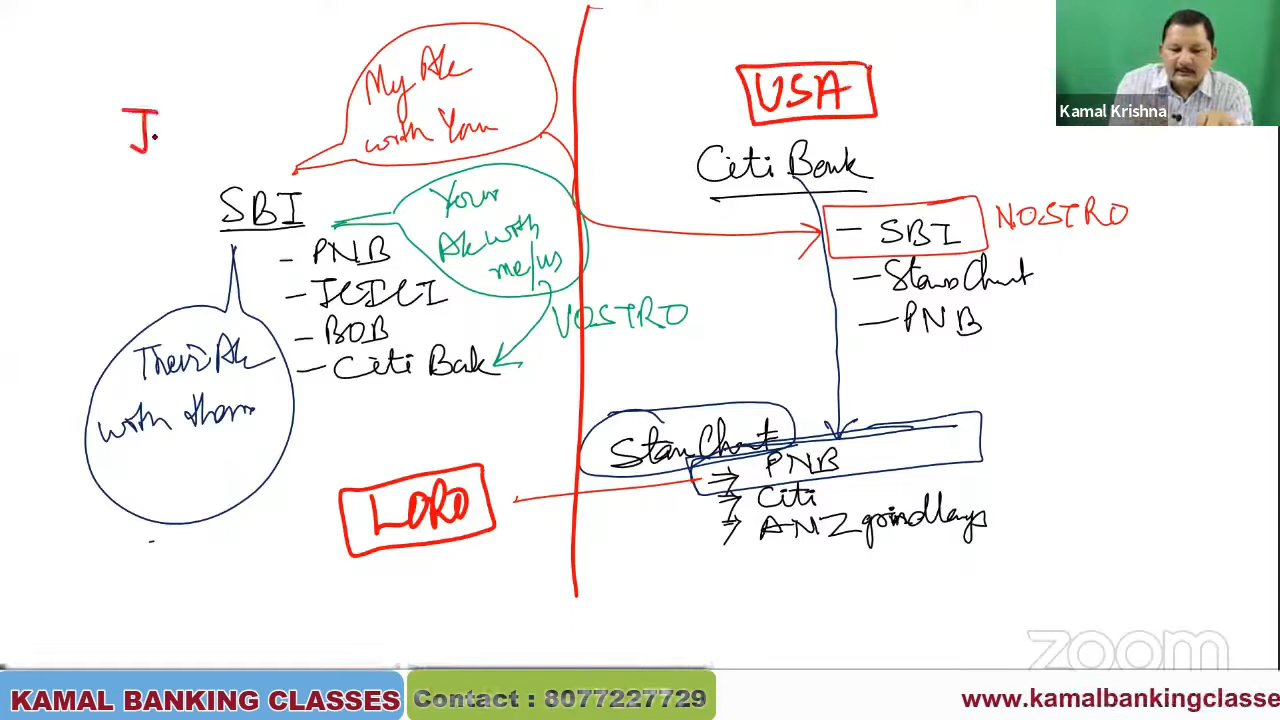 My A/c
with You
USA
Kamal Krishna
SBI
- PNB
- ICICI
- BOB
- Citi Bak
Your
A/c with
me/us
VOSTRO
Citi Bank
- SBI
NOSTRO
- Stan Chart
- PNB
Their A/c
with them
Stan Chart
→ PNB
→ Citi
→ ANZ grindlays
LORO
zoom
KAMAL BANKING CLASSES
Contact : 8077227729
www.kamalbankingclasse